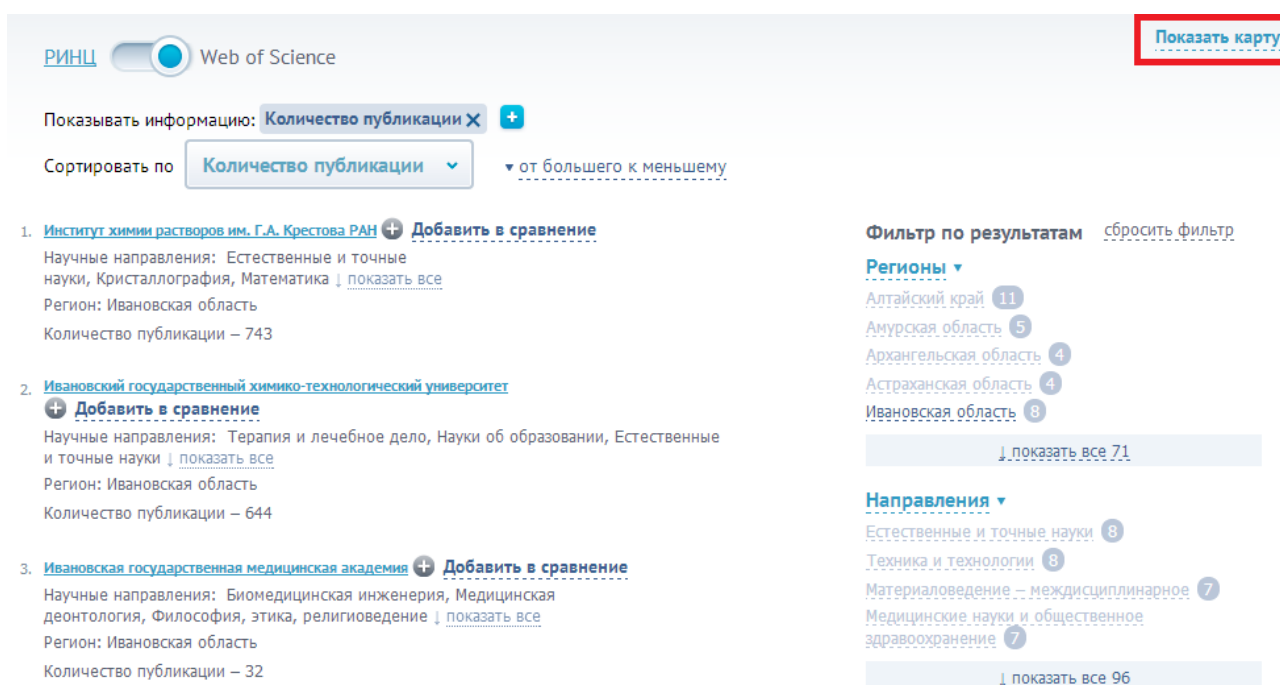 РИНЦ Web of Science
Показать карту
Показывать информацию: Количество публикации
Сортировать по Количество публикации от большего к меньшему
1. Институт химии растворов им. Г.А. Крестова РАН Добавить в сравнение
Научные направления: Естественные и точные
науки, Кристаллография, Математика ↓ показать все
Регион: Ивановская область
Количество публикации – 743
2. Ивановский государственный химико-технологический университет
Добавить в сравнение
Научные направления: Терапия и лечебное дело, Науки об образовании, Естественные
и точные науки ↓ показать все
Регион: Ивановская область
Количество публикации – 644
3. Ивановская государственная медицинская академия Добавить в сравнение
Научные направления: Биомедицинская инженерия, Медицинская
деонтология, Философия, этика, религиоведение ↓ показать все
Регион: Ивановская область
Количество публикации – 32
Фильтр по результатам сбросить фильтр
Регионы
Алтайский край 11
Амурская область 5
Архангельская область 4
Астраханская область 4
Ивановская область 8
↓ показать все 71
Направления
Естественные и точные науки 8
Техника и технологии 8
Материаловедение – междисциплинарное 7
Медицинские науки и общественное
здравоохранение 7
↓ показать все 96